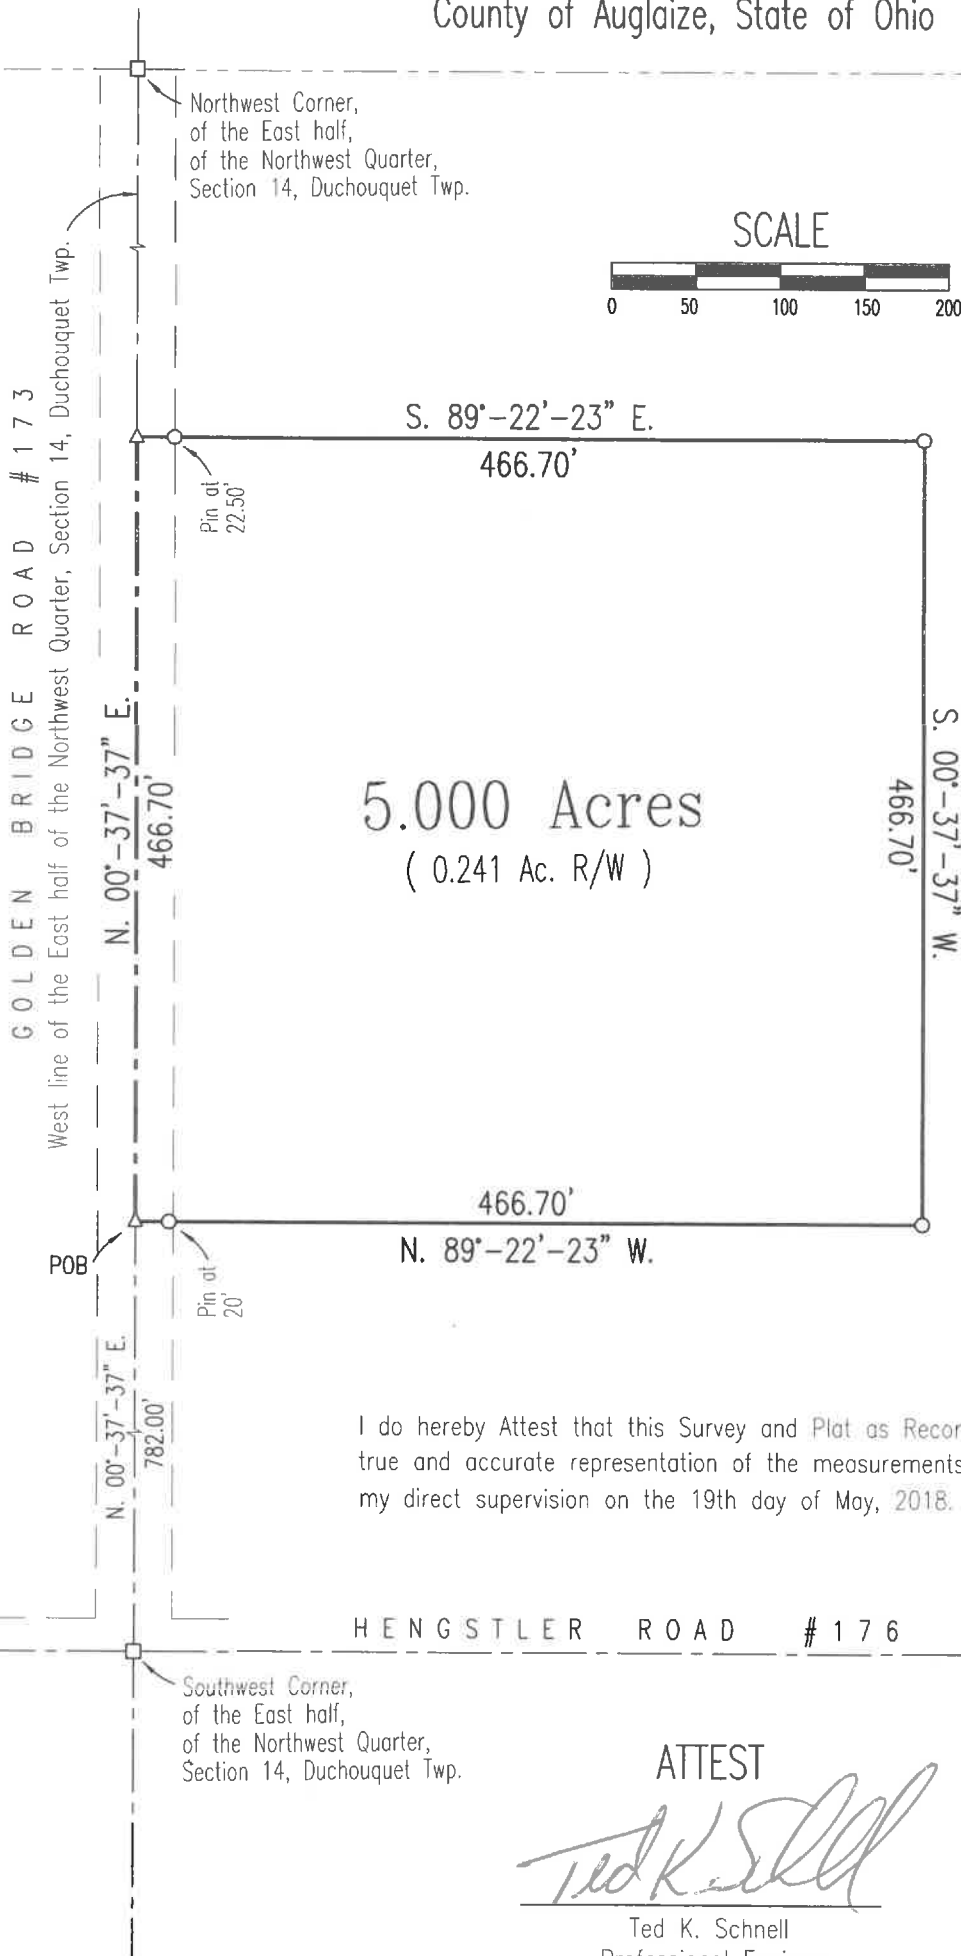 County of Auglaize, State of Ohio
Northwest Corner,
of the East half,
of the Northwest Quarter,
Section 14, Duchouquet Twp.
SCALE
0 50 100 150 200
GOLDEN BRIDGE ROAD #173
West line of the East half of the Northwest Quarter, Section 14, Duchouquet Twp.
S. 89°-22'-23" E.
466.70'
Pin at
22.50'
N. 00°-37'-37" E.
466.70'
5.000 Acres
( 0.241 Ac. R/W )
S. 00°-37'-37" W.
466.70'
466.70'
N. 89°-22'-23" W.
POB
Pin at
20'
N. 00°-37'-37" E.
782.00'
I do hereby Attest that this Survey and Plat as Recor
true and accurate representation of the measurements
my direct supervision on the 19th day of May, 2018.
HENGSTLER ROAD #176
Southwest Corner,
of the East half,
of the Northwest Quarter,
Section 14, Duchouquet Twp.
ATTEST
Ted K. Schnell
Ted K. Schnell
Professional